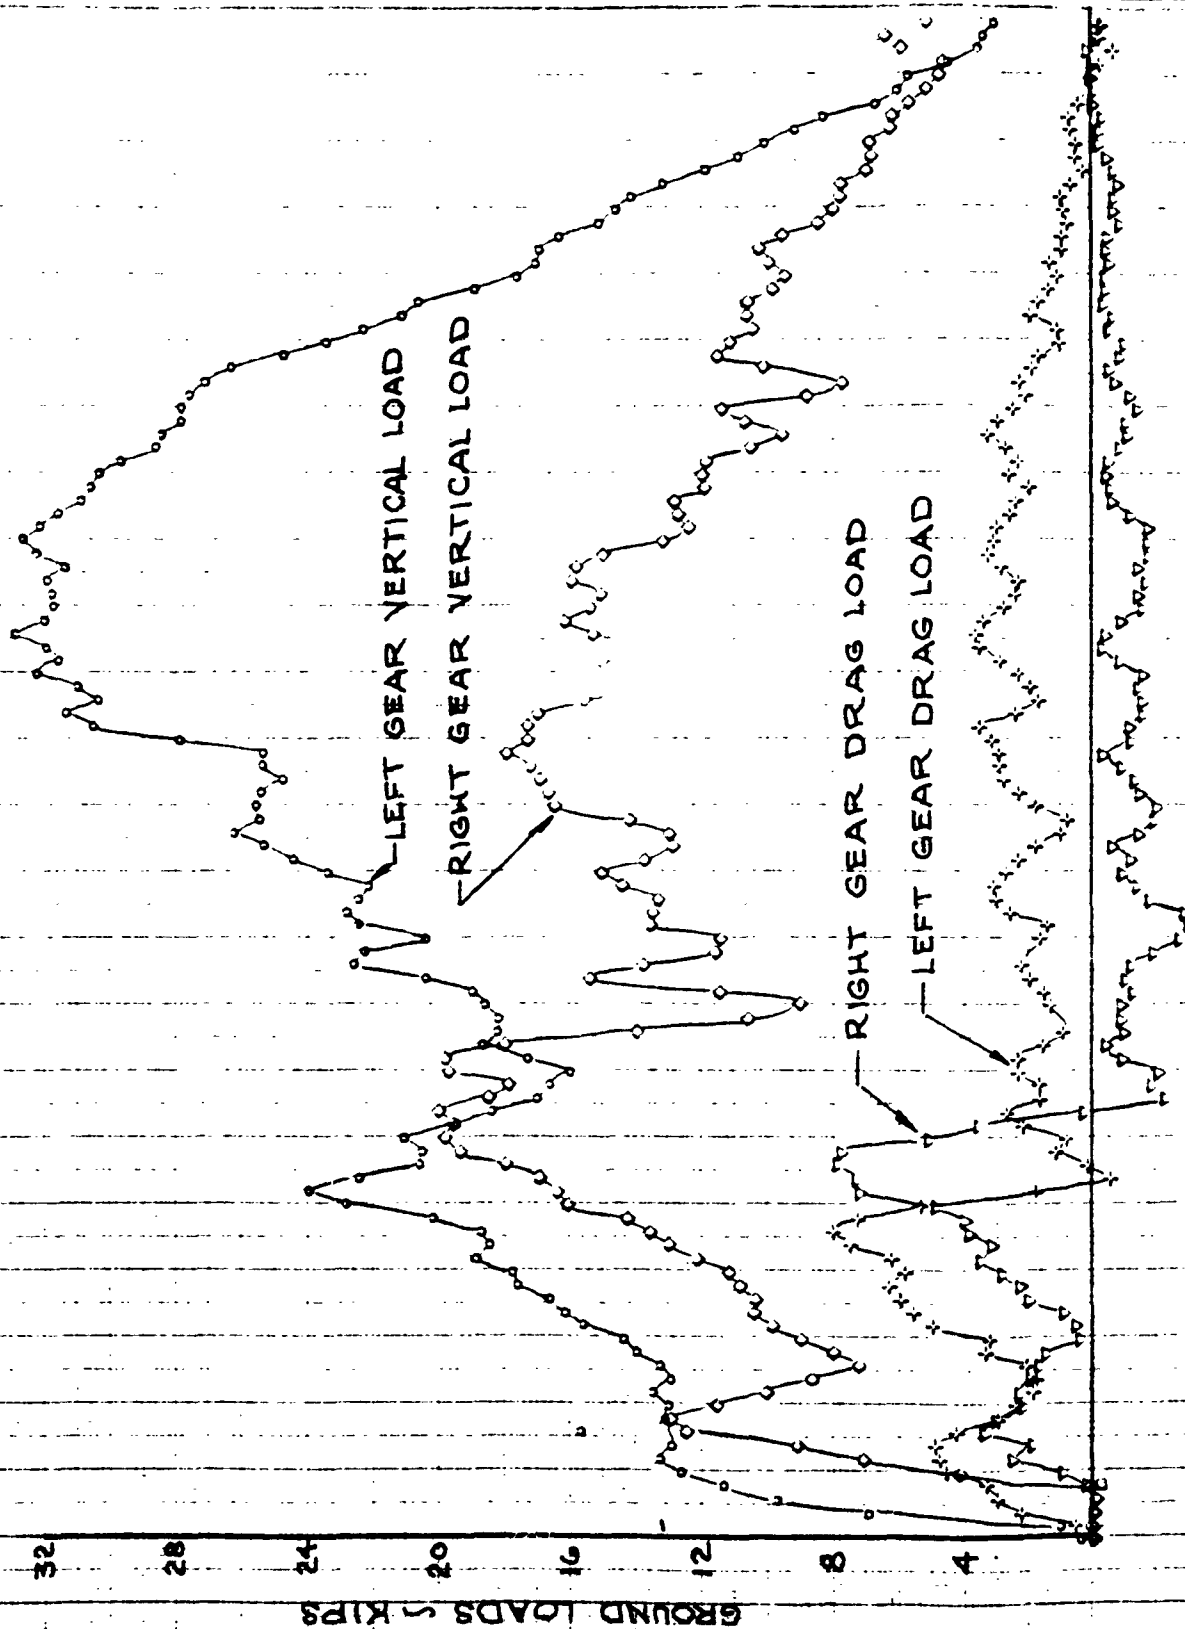 LEFT GEAR VERTICAL LOAD
RIGHT GEAR VERTICAL LOAD
RIGHT GEAR DRAG LOAD
LEFT GEAR DRAG LOAD
32
28
24
20
16
12
8
4
GROUND LOADS ~ KIPS